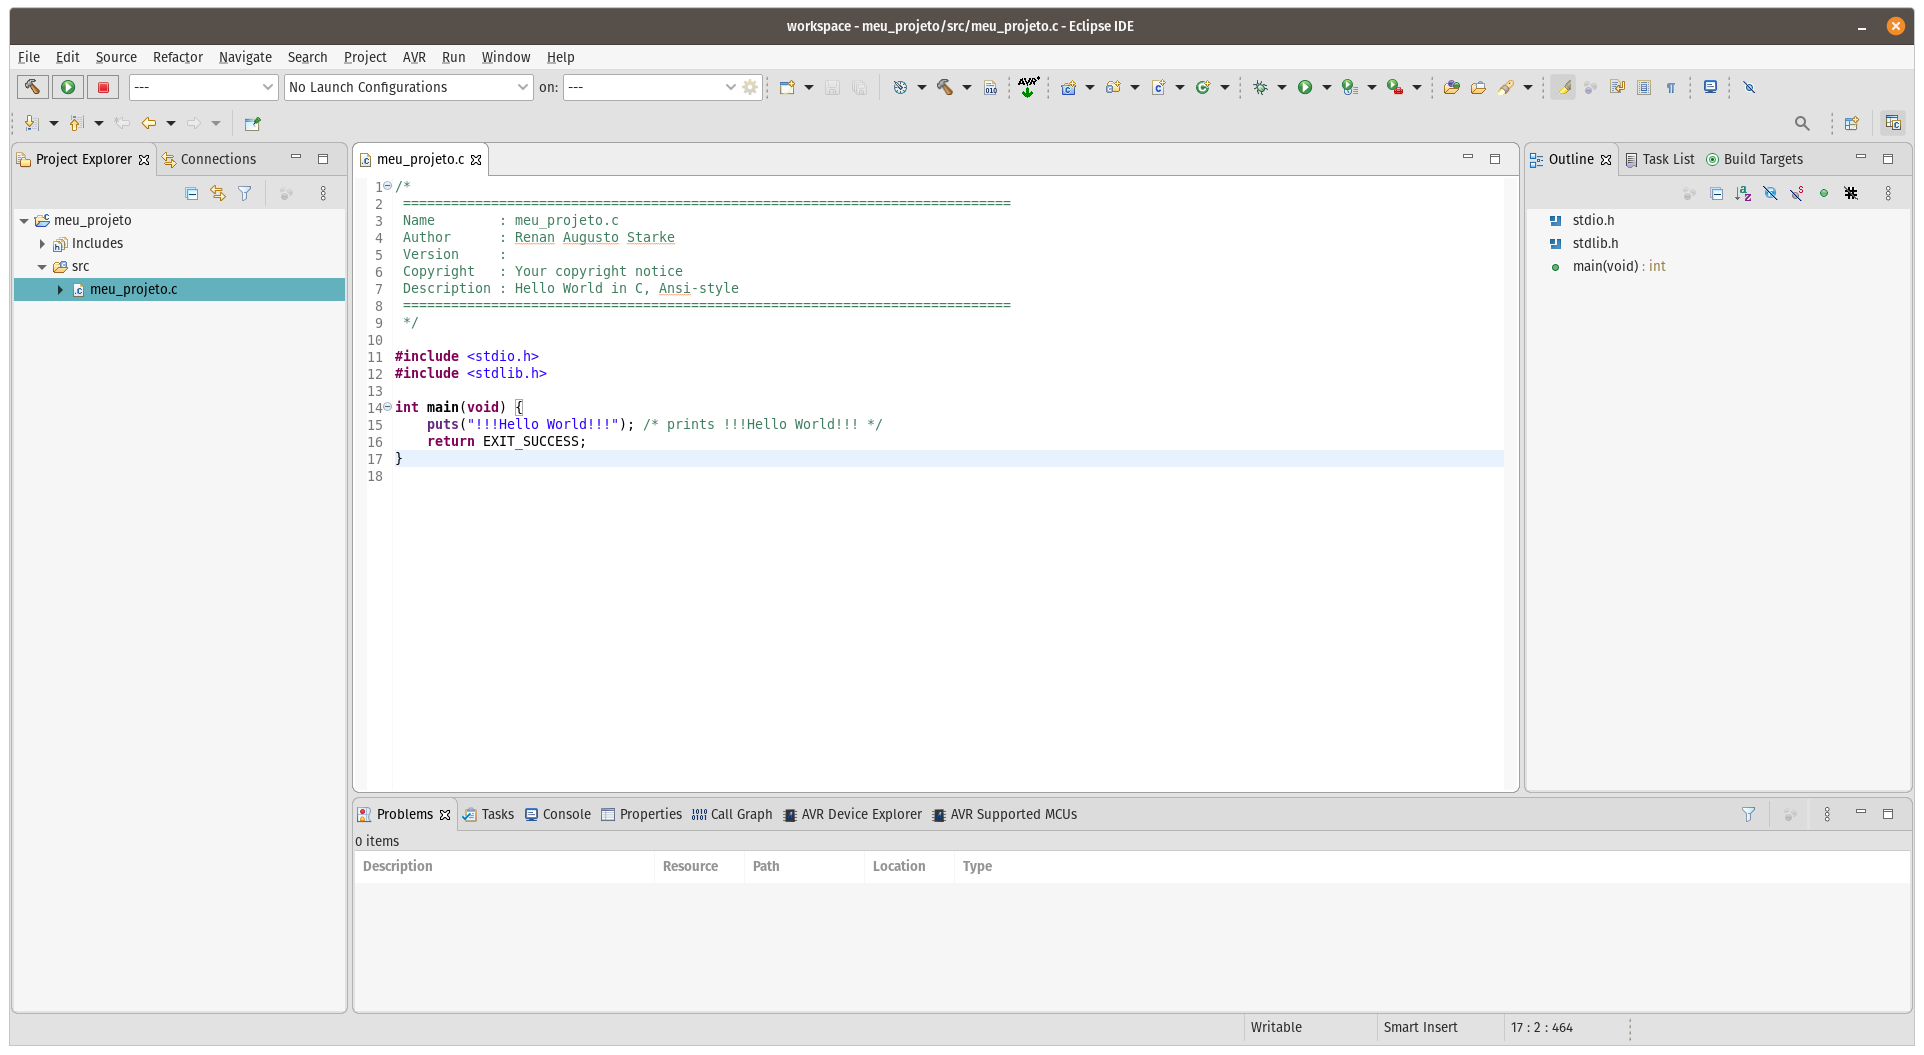 workspace - meu_projeto/src/meu_projeto.c - Eclipse IDE
File Edit Source Refactor Navigate Search Project AVR Run Window Help
--- No Launch Configurations on: --- 010 AVR
Project Explorer Connections
meu_projeto
Includes
src
meu_projeto.c
meu_projeto.c
1 /*
2 ============================================================================
3 Name : meu_projeto.c
4 Author : Renan Augusto Starke
5 Version :
6 Copyright : Your copyright notice
7 Description : Hello World in C, Ansi-style
8 ============================================================================
9 */
10
11 #include <stdio.h>
12 #include <stdlib.h>
13
14 int main(void) {
15 puts("!!!Hello World!!!"); /* prints !!!Hello World!!! */
16 return EXIT_SUCCESS;
17 }
18
Outline Task List Build Targets
stdio.h
stdlib.h
main(void) : int
Problems Tasks Console Properties Call Graph AVR Device Explorer AVR Supported MCUs
0 items
Description Resource Path Location Type
Writable Smart Insert 17 : 2 : 464